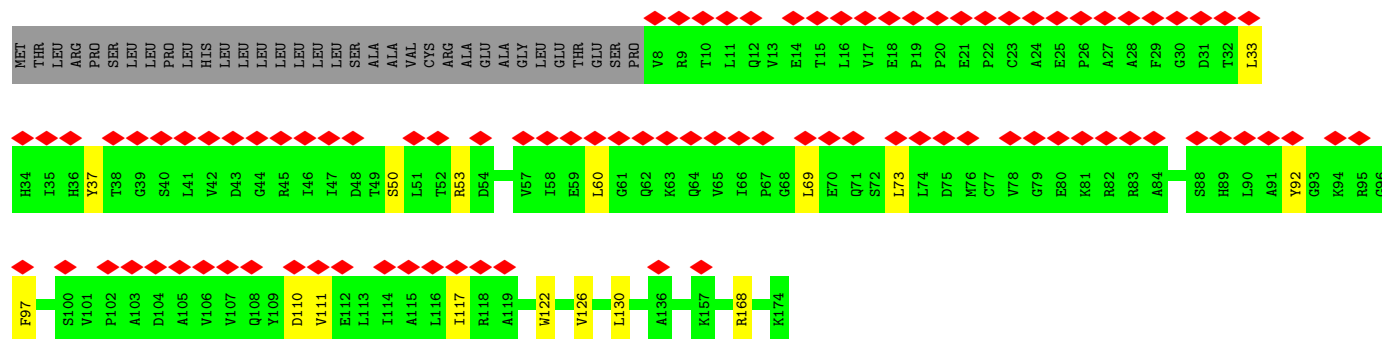 MET THR LEU ARG PRO SER LEU LEU PRO LEU HIS LEU LEU LEU LEU LEU LEU LEU LEU SER ALA ALA VAL CYS ARG ALA GLU ALA GLY LEU GLU THR GLU SER PRO V8 R9 T10 L11 Q12 V13 E14 T15 L16 V17 E18 P19 P20 E21 P22 C23 A24 E25 P26 A27 A28 F29 G30 D31 T32 L33
H34 I35 H36 Y37 T38 G39 S40 L41 V42 D43 G44 R45 I46 I47 D48 T49 S50 L51 T52 R53 D54 V57 I58 E59 L60 G61 Q62 K63 Q64 V65 I66 P67 G68 L69 E70 Q71 S72 L73 L74 D75 M76 C77 V78 G79 E80 K81 R82 R83 A84 S88 H89 L90 A91 Y92 G93 K94 R95 G96
F97 S100 V101 P102 A103 D104 A105 V106 V107 Q108 Y109 D110 V111 E112 L113 I114 A115 L116 I117 R118 A119 W122 V126 L130 A136 K157 R168 K174